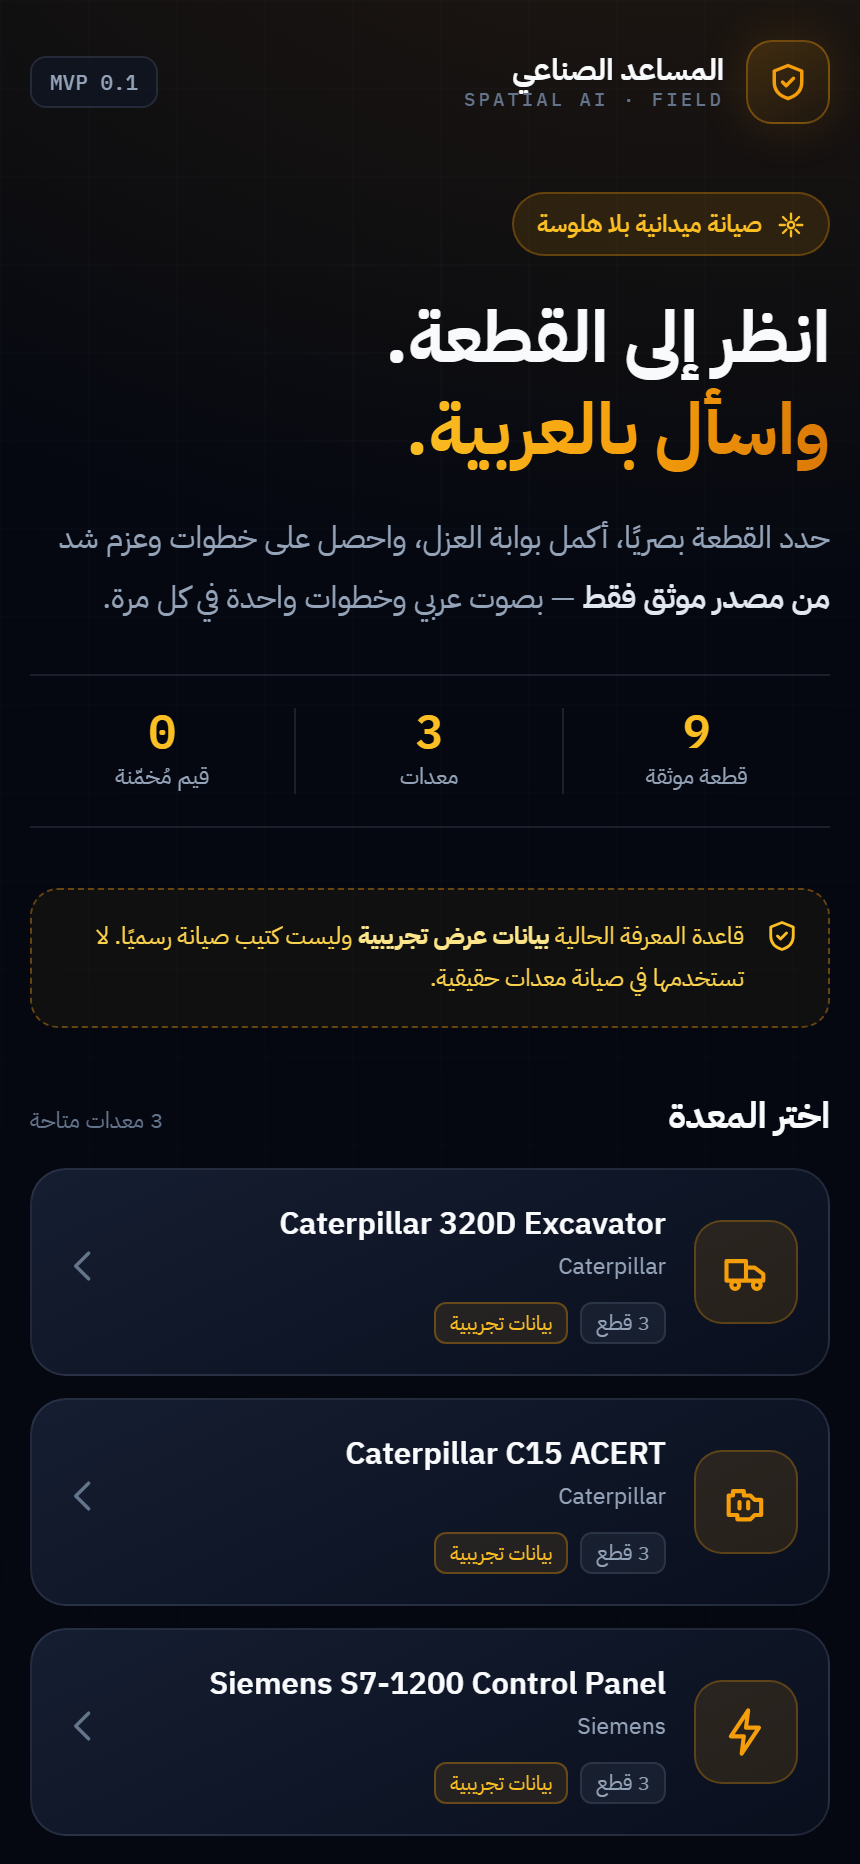 المساعد الصناعي
SPATIAL AI · FIELD
MVP 0.1
صيانة ميدانية بلا هلوسة
انظر إلى القطعة.
واسأل بالعربية.
حدد القطعة بصريًا، أكمل بوابة العزل، واحصل على خطوات وعزم شد
من مصدر موثق فقط — بصوت عربي وخطوات واحدة في كل مرة.
9
قطعة موثقة
3
معدات
0
قيم مُخمّنة
قاعدة المعرفة الحالية بيانات عرض تجريبية وليست كتيب صيانة رسميًا. لا
تستخدمها في صيانة معدات حقيقية.
اختر المعدة
3 معدات متاحة
Caterpillar 320D Excavator
Caterpillar
3 قطع
بيانات تجريبية
Caterpillar C15 ACERT
Caterpillar
3 قطع
بيانات تجريبية
Siemens S7-1200 Control Panel
Siemens
3 قطع
بيانات تجريبية